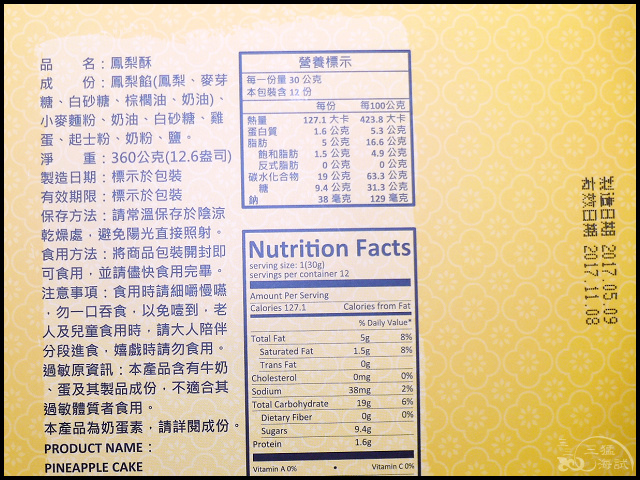 品　　名：鳳梨酥
成　　份：鳳梨餡(鳳梨、麥芽
糖、白砂糖、棕櫚油、奶油)、
小麥麵粉、奶油、白砂糖、雞
蛋、起士粉、奶粉、鹽。
淨　　重：360公克(12.6盎司)
製造日期：標示於包裝
有效期限：標示於包裝
保存方法：請常溫保存於陰涼
乾燥處，避免陽光直接照射。
食用方法：將商品包裝開封即
可食用，並請儘快食用完畢。
注意事項：食用時請細嚼慢嚥
，勿一口吞食，以免噎到，老
人及兒童食用時，請大人陪伴
分段進食，嬉戲時請勿食用。
過敏原資訊：本產品含有牛奶
、蛋及其製品成份，不適合其
過敏體質者食用。
本產品為奶蛋素，請詳閱成份。
PRODUCT NAME：
PINEAPPLE CAKE
營養標示
每一份量 30 公克
本包裝含 12 份
每份 每100公克
熱量 127.1 大卡 423.8 大卡
蛋白質 1.6 公克 5.3 公克
脂肪 5 公克 16.6 公克
飽和脂肪 1.5 公克 4.9 公克
反式脂肪 0 公克 0 公克
碳水化合物 19 公克 63.3 公克
糖 9.4 公克 31.3 公克
鈉 38 毫克 129 毫克
Nutrition Facts
serving size: 1(30g)
servings per container 12
Amount Per Serving
Calories 127.1 Calories from Fat
% Daily Value*
Total Fat 5g 8%
Saturated Fat 1.5g 8%
Trans Fat 0g
Cholesterol 0mg 0%
Sodium 38mg 2%
Total Carbohydrate 19g 6%
Dietary Fiber 0g 0%
Sugars 9.4g
Protein 1.6g
Vitamin A 0% • Vitamin C 0%
製造日期 2017.05.09
有效日期 2017.11.08